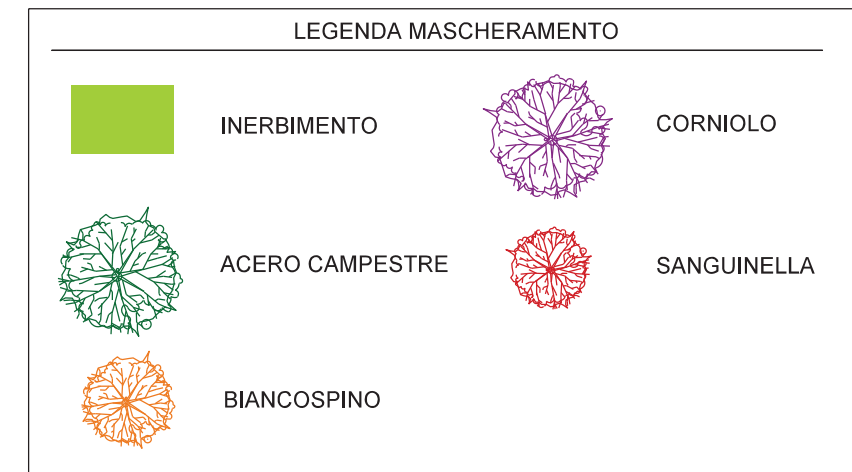 LEGENDA MASCHERAMENTO
INERBIMENTO
CORNIOLO
ACERO CAMPESTRE
SANGUINELLA
BIANCOSPINO